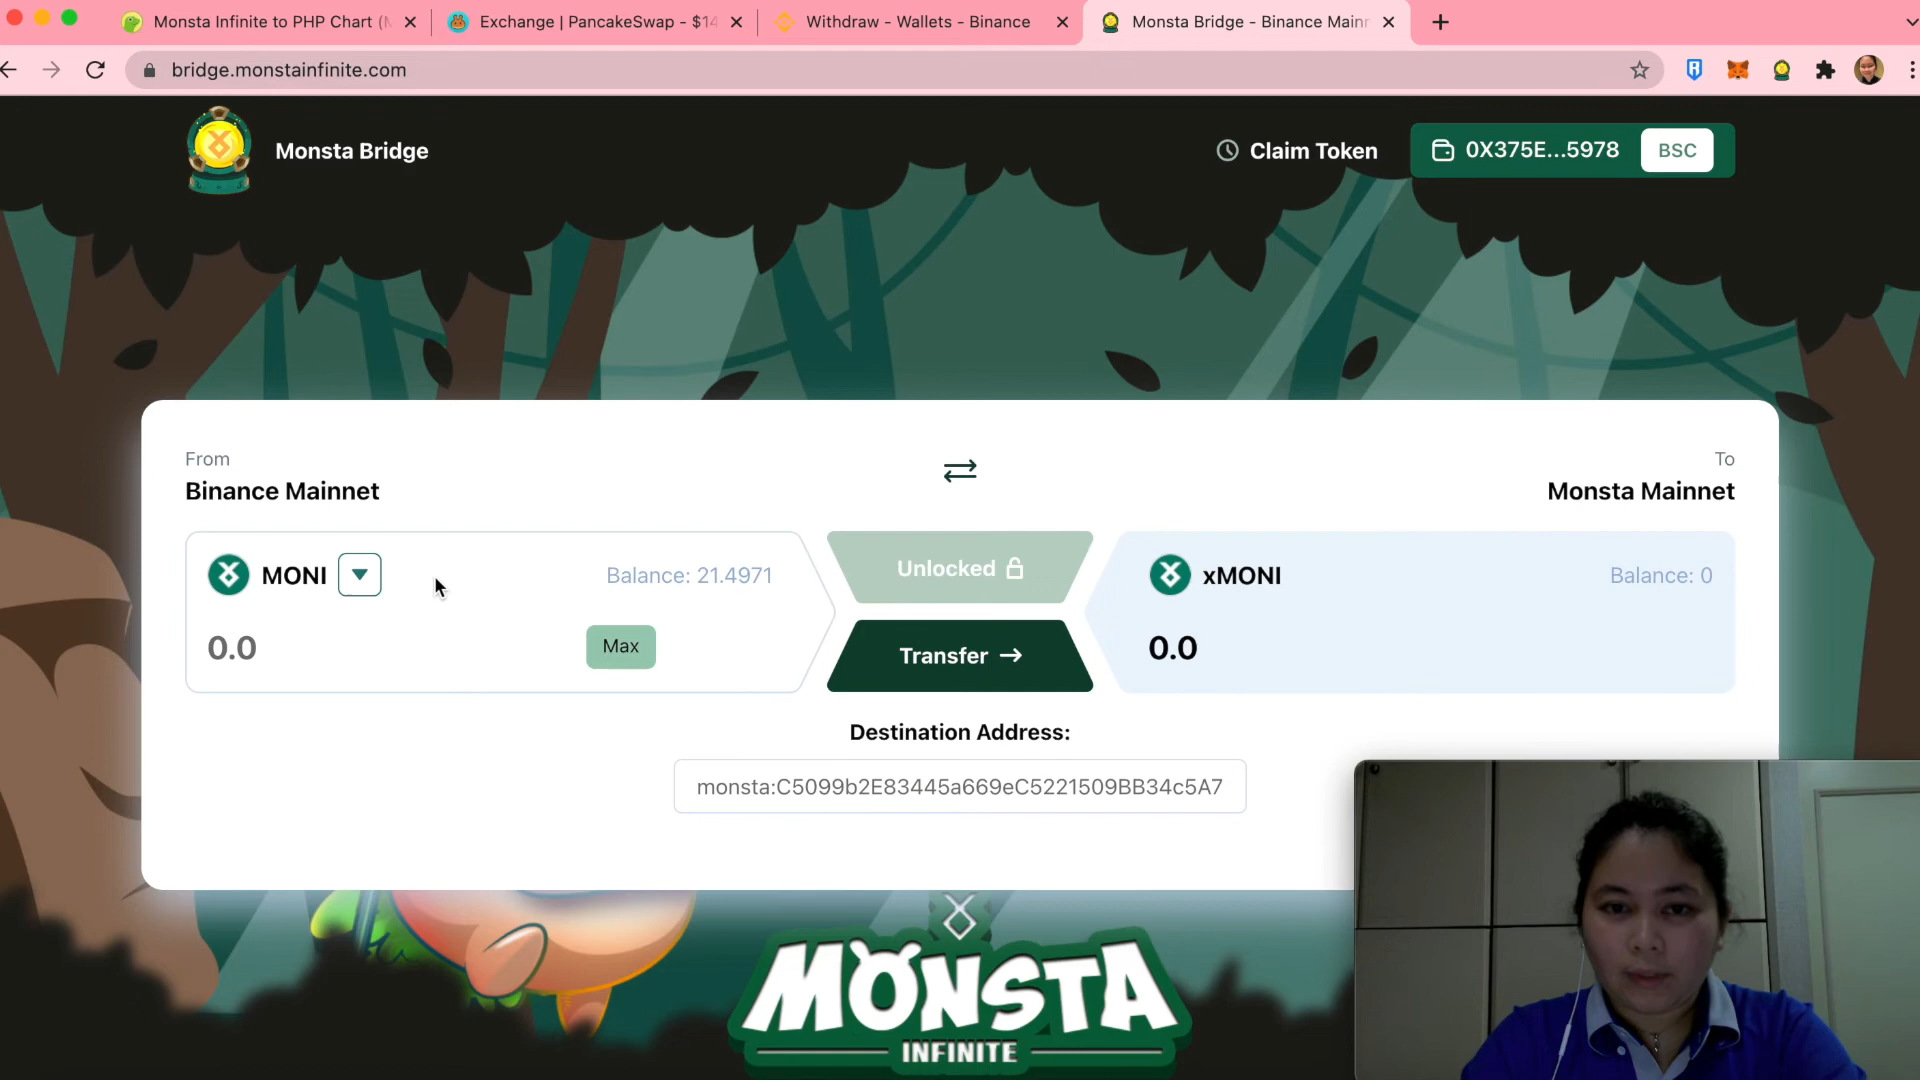 Monsta Infinite to PHP Chart (
Exchange | PancakeSwap - $14
Withdraw - Wallets - Binance
Monsta Bridge - Binance Main
bridge.monstainfinite.com
Monsta Bridge
Claim Token
0X375E...5978
BSC
From
Binance Mainnet
To
Monsta Mainnet
MONI
Balance: 21.4971
0.0
Max
Unlocked
Transfer →
xMONI
Balance: 0
0.0
Destination Address:
monsta:C5099b2E83445a669eC5221509BB34c5A7
MONSTA
INFINITE